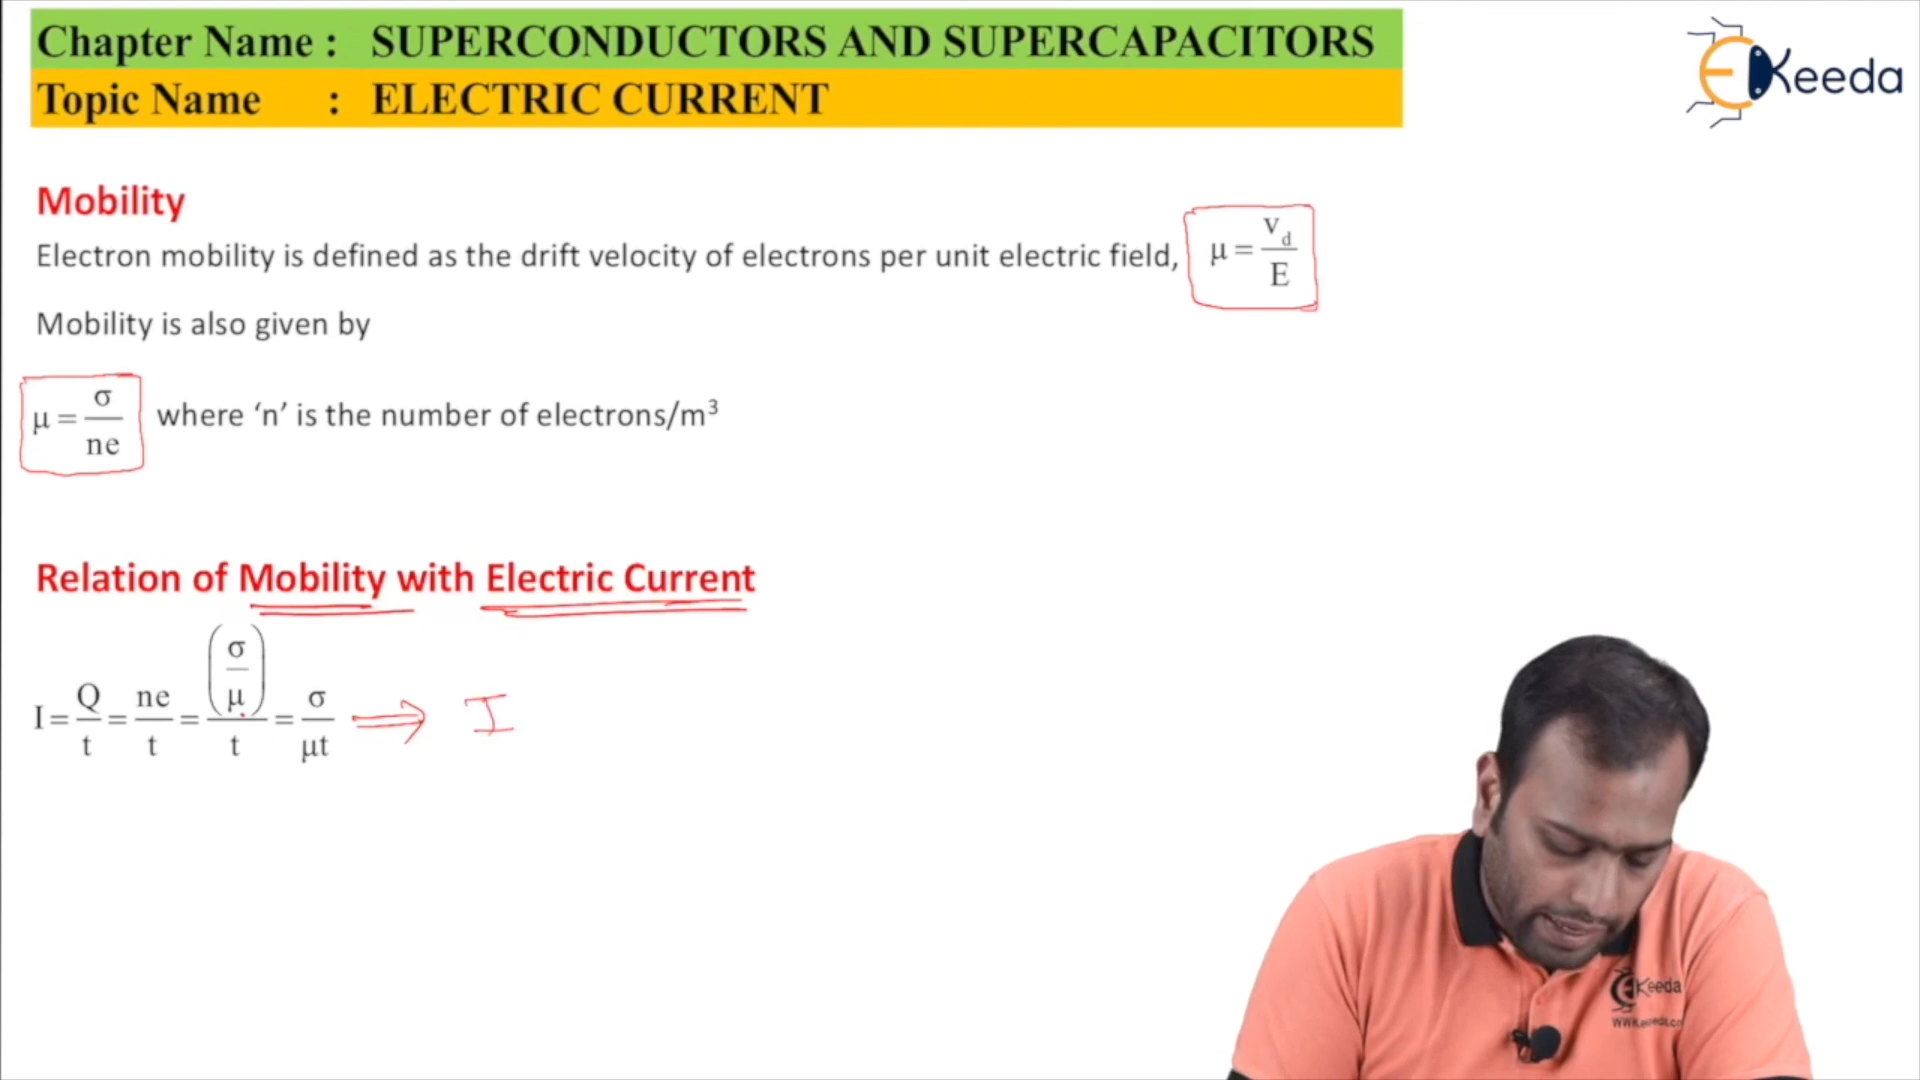 Chapter Name : SUPERCONDUCTORS AND SUPERCAPACITORS
Topic Name : ELECTRIC CURRENT
EKeeda
Mobility
Electron mobility is defined as the drift velocity of electrons per unit electric field, μ = v_d / E
Mobility is also given by
μ = σ / ne where ‘n’ is the number of electrons/m³
Relation of Mobility with Electric Current
I = Q/t = ne/t = (σ/μ)/t = σ/μt ⟹ I
EKeeda